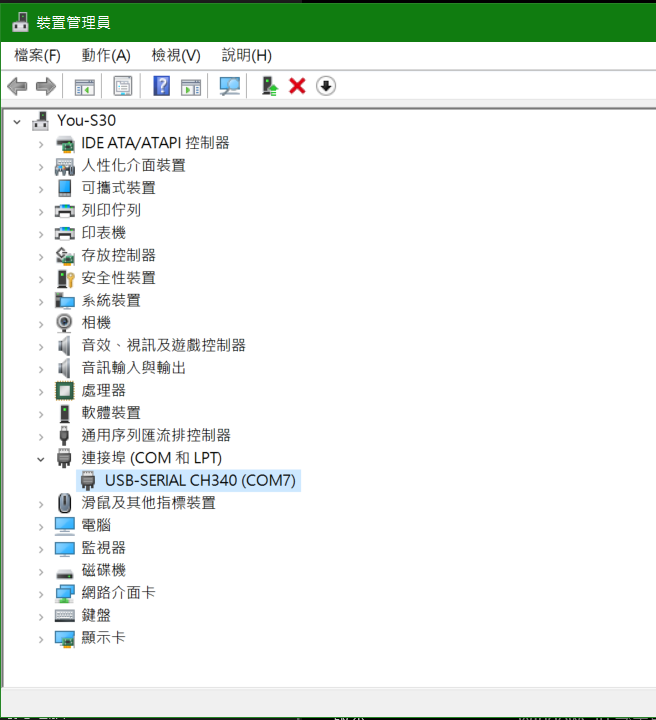 裝置管理員
檔案(F) 動作(A) 檢視(V) 說明(H)
You-S30
IDE ATA/ATAPI 控制器
人性化介面裝置
可攜式裝置
列印佇列
印表機
存放控制器
安全性裝置
系統裝置
相機
音效、視訊及遊戲控制器
音訊輸入與輸出
處理器
軟體裝置
通用序列匯流排控制器
連接埠 (COM 和 LPT)
USB-SERIAL CH340 (COM7)
滑鼠及其他指標裝置
電腦
監視器
磁碟機
網路介面卡
鍵盤
顯示卡